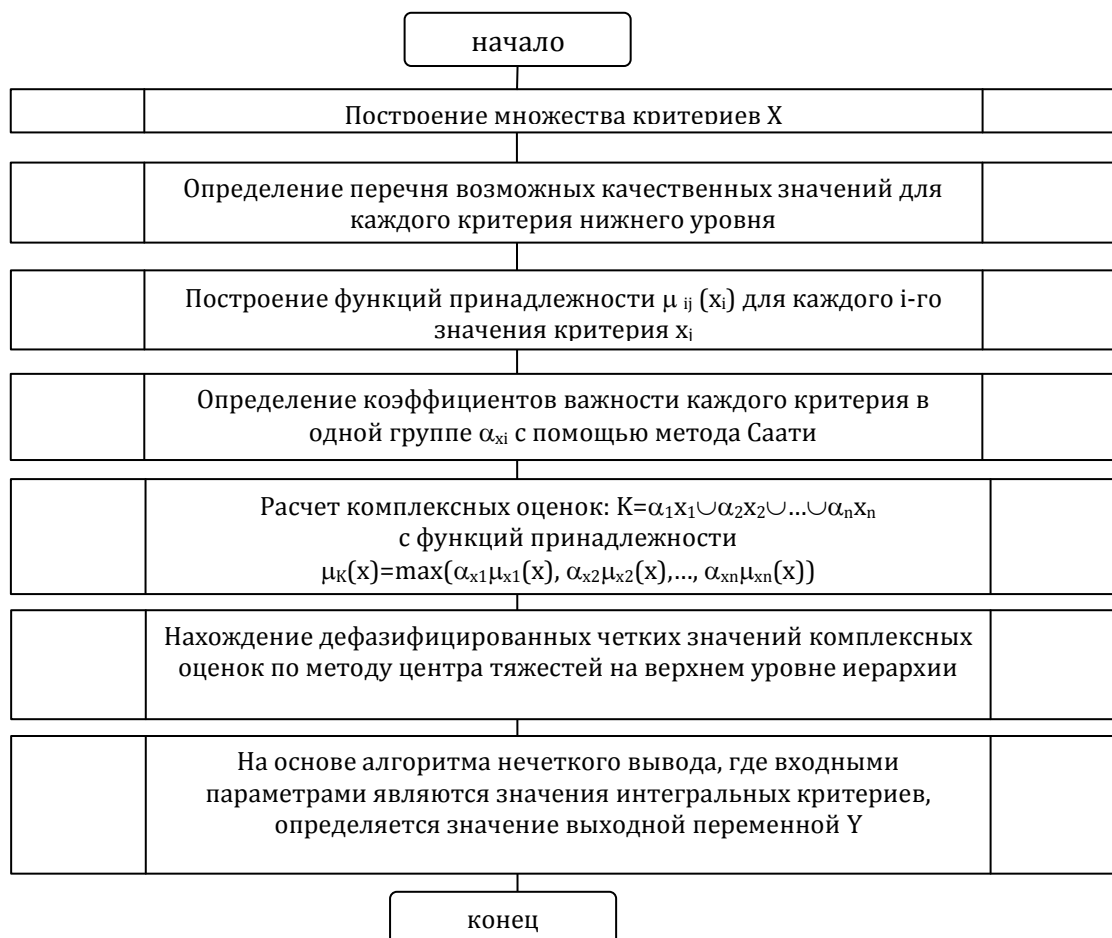 начало
Построение множества критериев X
Определение перечня возможных качественных значений для
каждого критерия нижнего уровня
Построение функций принадлежности μ ij (xi) для каждого i-го
значения критерия xj
Определение коэффициентов важности каждого критерия в
одной группе αxi с помощью метода Саати
Расчет комплексных оценок: K=α1x1∪α2x2∪…∪αnxn
с функций принадлежности
μK(x)=max(αx1μx1(x), αx2μx2(x),…, αxnμxn(x))
Нахождение дефазифицированных четких значений комплексных
оценок по методу центра тяжестей на верхнем уровне иерархии
На основе алгоритма нечеткого вывода, где входными
параметрами являются значения интегральных критериев,
определяется значение выходной переменной Y
конец